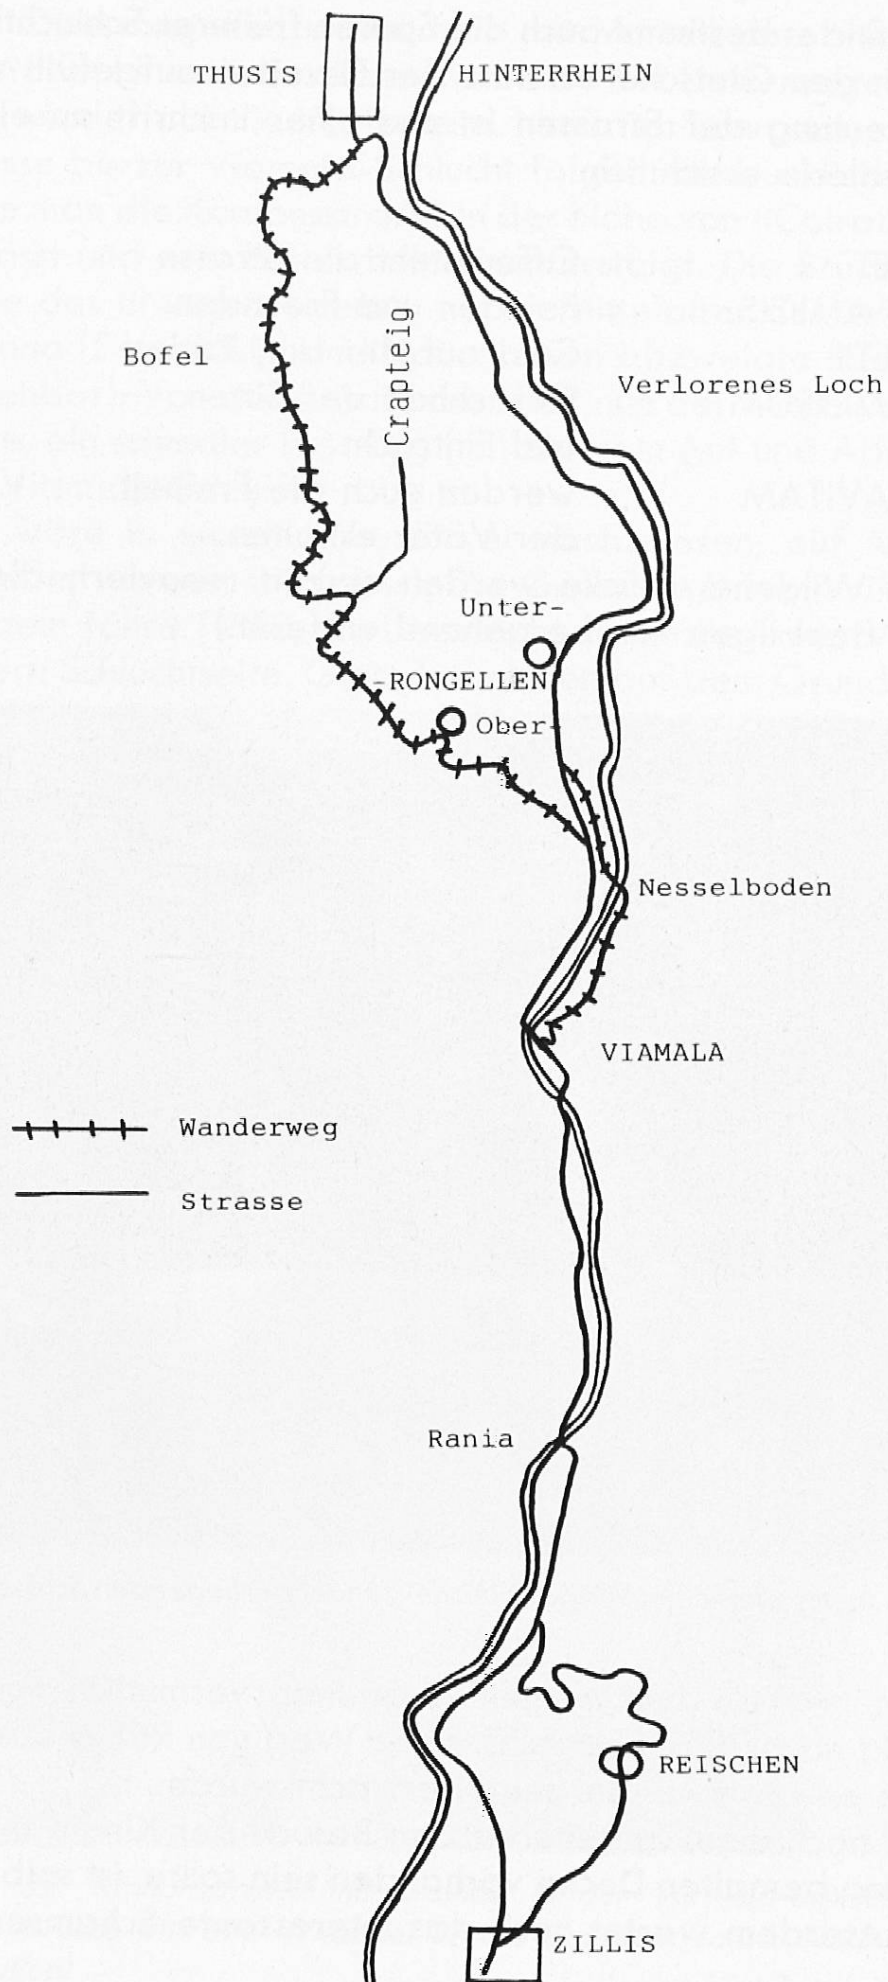 THUSIS
HINTERRHEIN
Bofel
Crapteig
Verlorenes Loch
Unter-
-RONGELLEN
Ober-
Nesselboden
VIAMALA
Wanderweg
Strasse
Rania
REISCHEN
ZILLIS